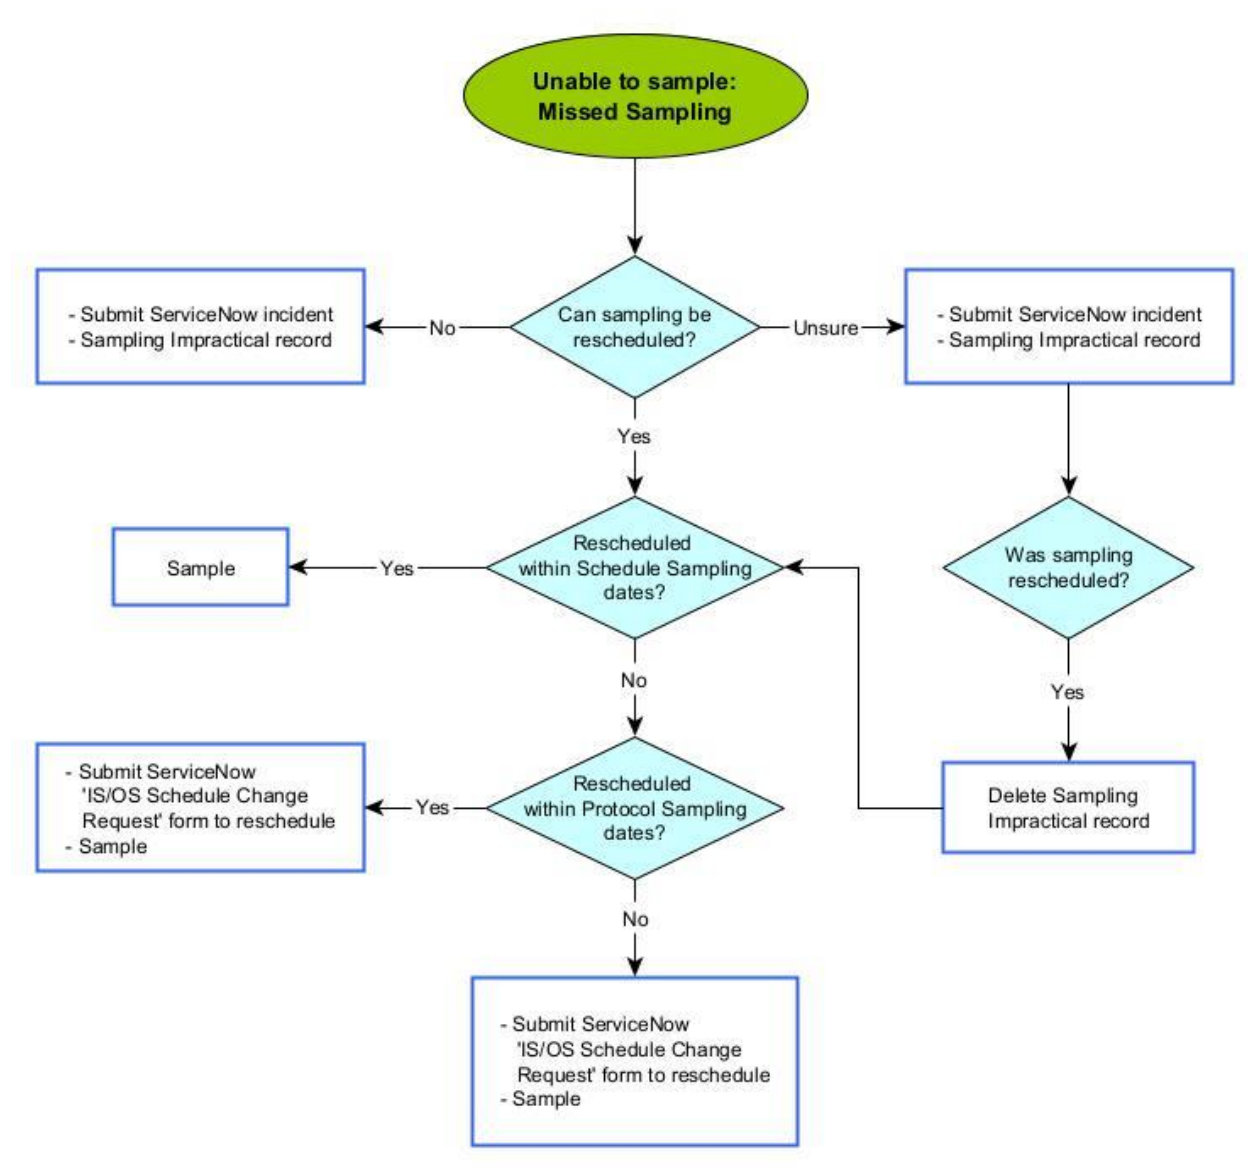 Unable to sample:
Missed Sampling
- Submit ServiceNow incident
- Sampling Impractical record
No
Can sampling be
rescheduled?
Unsure
- Submit ServiceNow incident
- Sampling Impractical record
Yes
Sample
Yes
Rescheduled
within Schedule Sampling
dates?
Was sampling
rescheduled?
No
Yes
- Submit ServiceNow
'IS/OS Schedule Change
Request' form to reschedule
- Sample
Yes
Rescheduled
within Protocol Sampling
dates?
Delete Sampling
Impractical record
No
- Submit ServiceNow
'IS/OS Schedule Change
Request' form to reschedule
- Sample